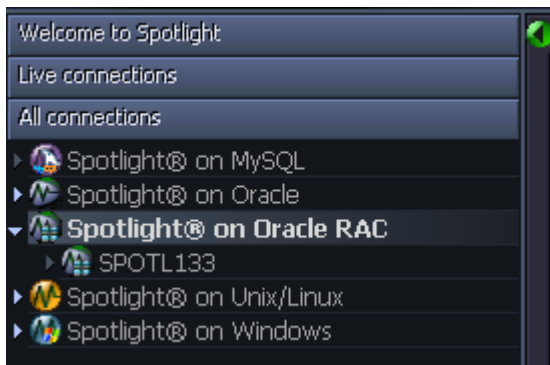 Welcome to Spotlight
Live connections
All connections
Spotlight® on MySQL
Spotlight® on Oracle
Spotlight® on Oracle RAC
SPOTL133
Spotlight® on Unix/Linux
Spotlight® on Windows